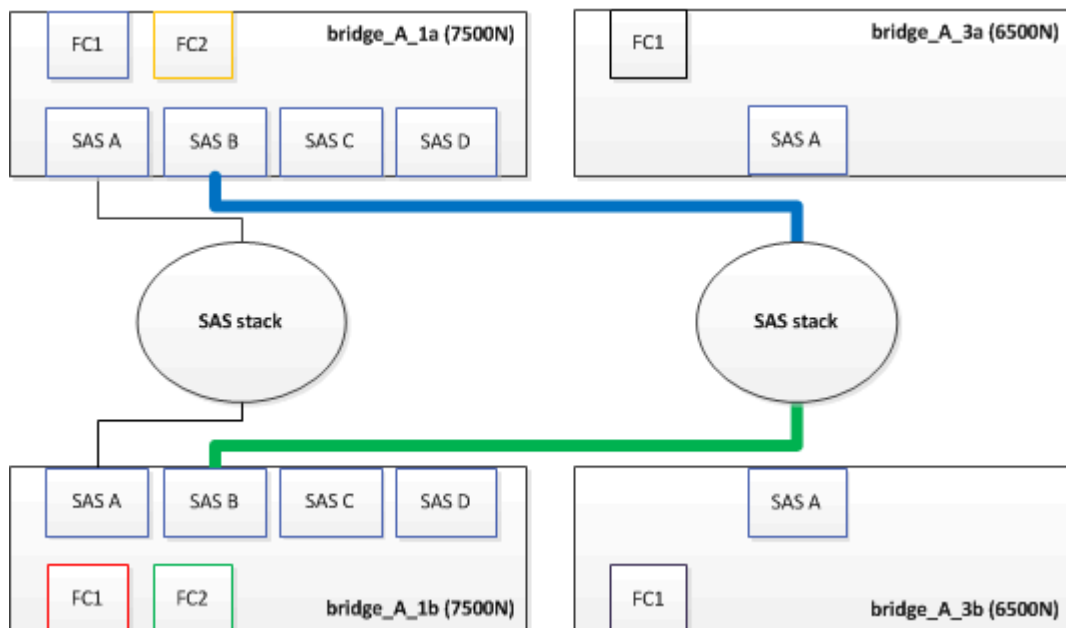 bridge_A_1a (7500N)
FC1
FC2
SAS A
SAS B
SAS C
SAS D
bridge_A_3a (6500N)
FC1
SAS A
SAS stack
SAS stack
SAS A
SAS B
SAS C
SAS D
FC1
FC2
bridge_A_1b (7500N)
SAS A
FC1
bridge_A_3b (6500N)